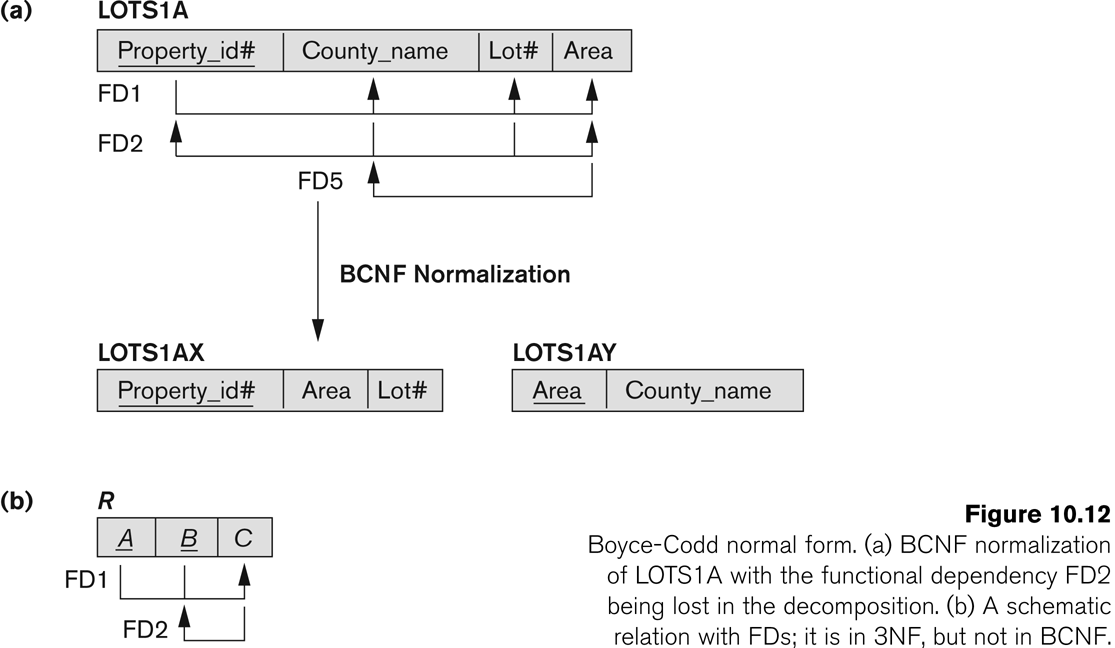 (a)
LOTS1A
Property_id# County_name Lot# Area
FD1
FD2
FD5
BCNF Normalization
LOTS1AX
Property_id# Area Lot#
LOTS1AY
Area County_name
(b)
R
A B C
FD1
FD2
Figure 10.12
Boyce-Codd normal form. (a) BCNF normalization
of LOTS1A with the functional dependency FD2
being lost in the decomposition. (b) A schematic
relation with FDs; it is in 3NF, but not in BCNF.